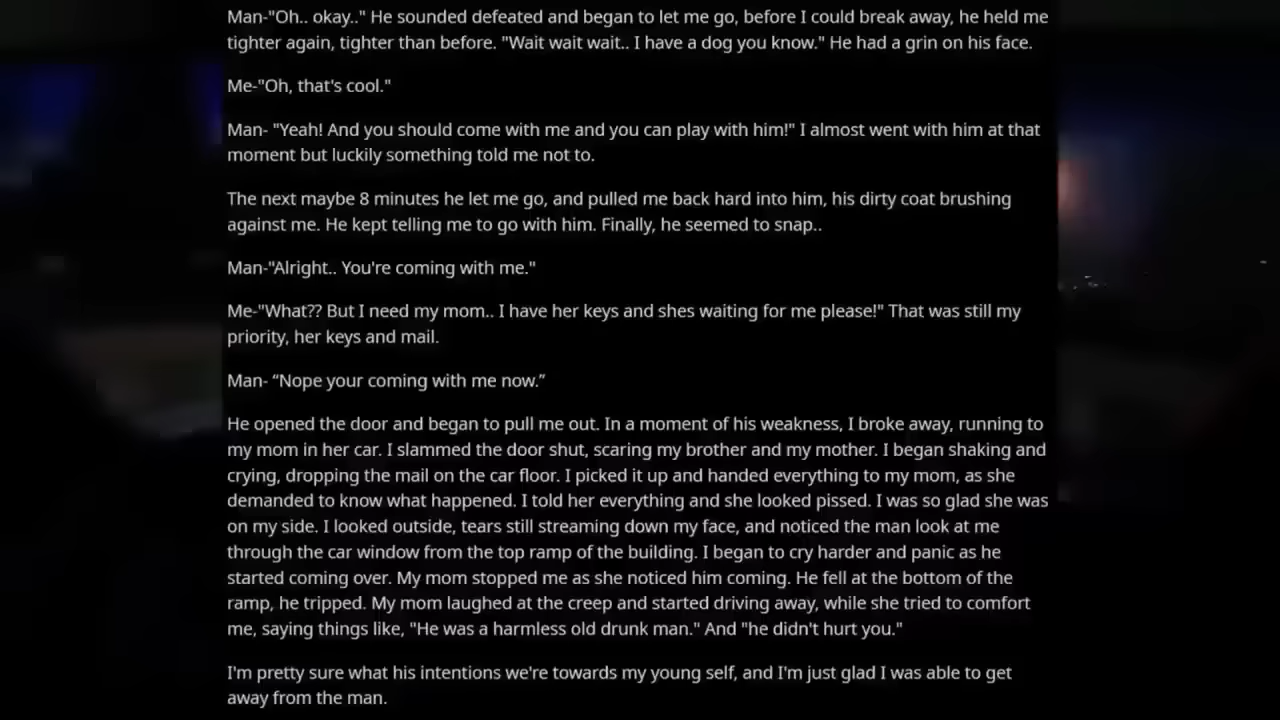 Man-"Oh.. okay.." He sounded defeated and began to let me go, before I could break away, he held me
tighter again, tighter than before. "Wait wait wait.. I have a dog you know." He had a grin on his face.
Me-"Oh, that's cool."
Man- "Yeah! And you should come with me and you can play with him!" I almost went with him at that
moment but luckily something told me not to.
The next maybe 8 minutes he let me go, and pulled me back hard into him, his dirty coat brushing
against me. He kept telling me to go with him. Finally, he seemed to snap..
Man-"Alright.. You're coming with me."
Me-"What?? But I need my mom.. I have her keys and shes waiting for me please!" That was still my
priority, her keys and mail.
Man- “Nope your coming with me now.”
He opened the door and began to pull me out. In a moment of his weakness, I broke away, running to
my mom in her car. I slammed the door shut, scaring my brother and my mother. I began shaking and
crying, dropping the mail on the car floor. I picked it up and handed everything to my mom, as she
demanded to know what happened. I told her everything and she looked pissed. I was so glad she was
on my side. I looked outside, tears still streaming down my face, and noticed the man look at me
through the car window from the top ramp of the building. I began to cry harder and panic as he
started coming over. My mom stopped me as she noticed him coming. He fell at the bottom of the
ramp, he tripped. My mom laughed at the creep and started driving away, while she tried to comfort
me, saying things like, "He was a harmless old drunk man." And "he didn't hurt you."
I'm pretty sure what his intentions we're towards my young self, and I'm just glad I was able to get
away from the man.